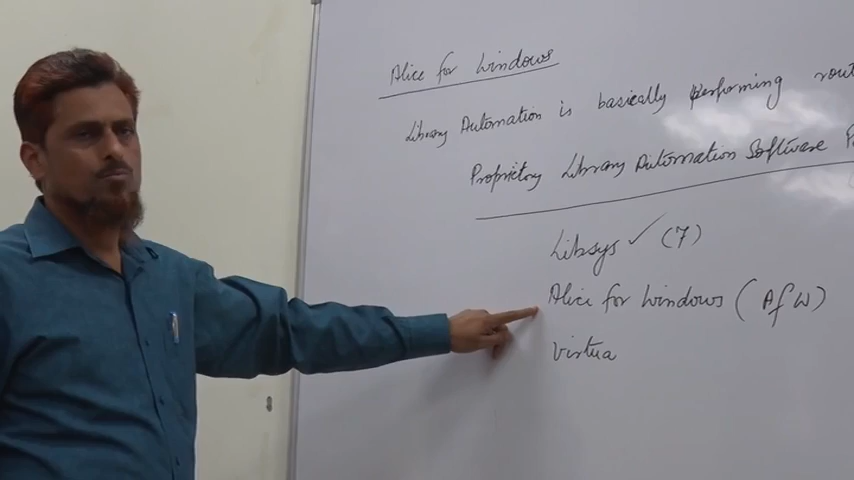 Alice for Windows
Library Automation is basically performing rout
Proprietory Library Automation Software P
Libsys ✓ (7)
Alice for Windows (AfW)
Virtua